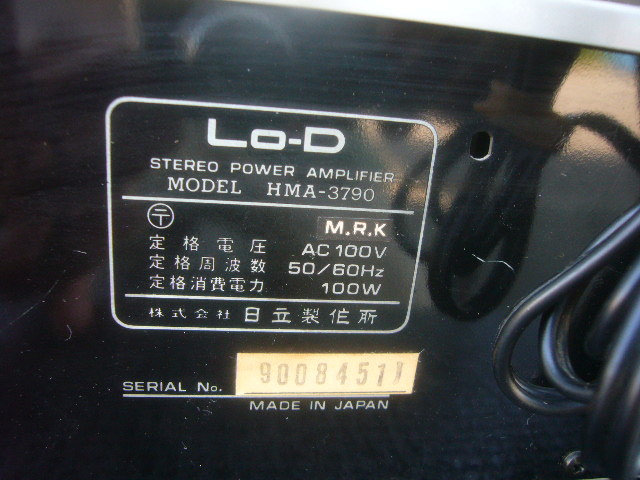 Lo-D
STEREO POWER AMPLIFIER
MODEL HMA-3790
〒 M.R.K
定格電圧 AC100V
定格周波数 50/60Hz
定格消費電力 100W
株式会社 日立製作所
SERIAL No. 9008451Y
MADE IN JAPAN